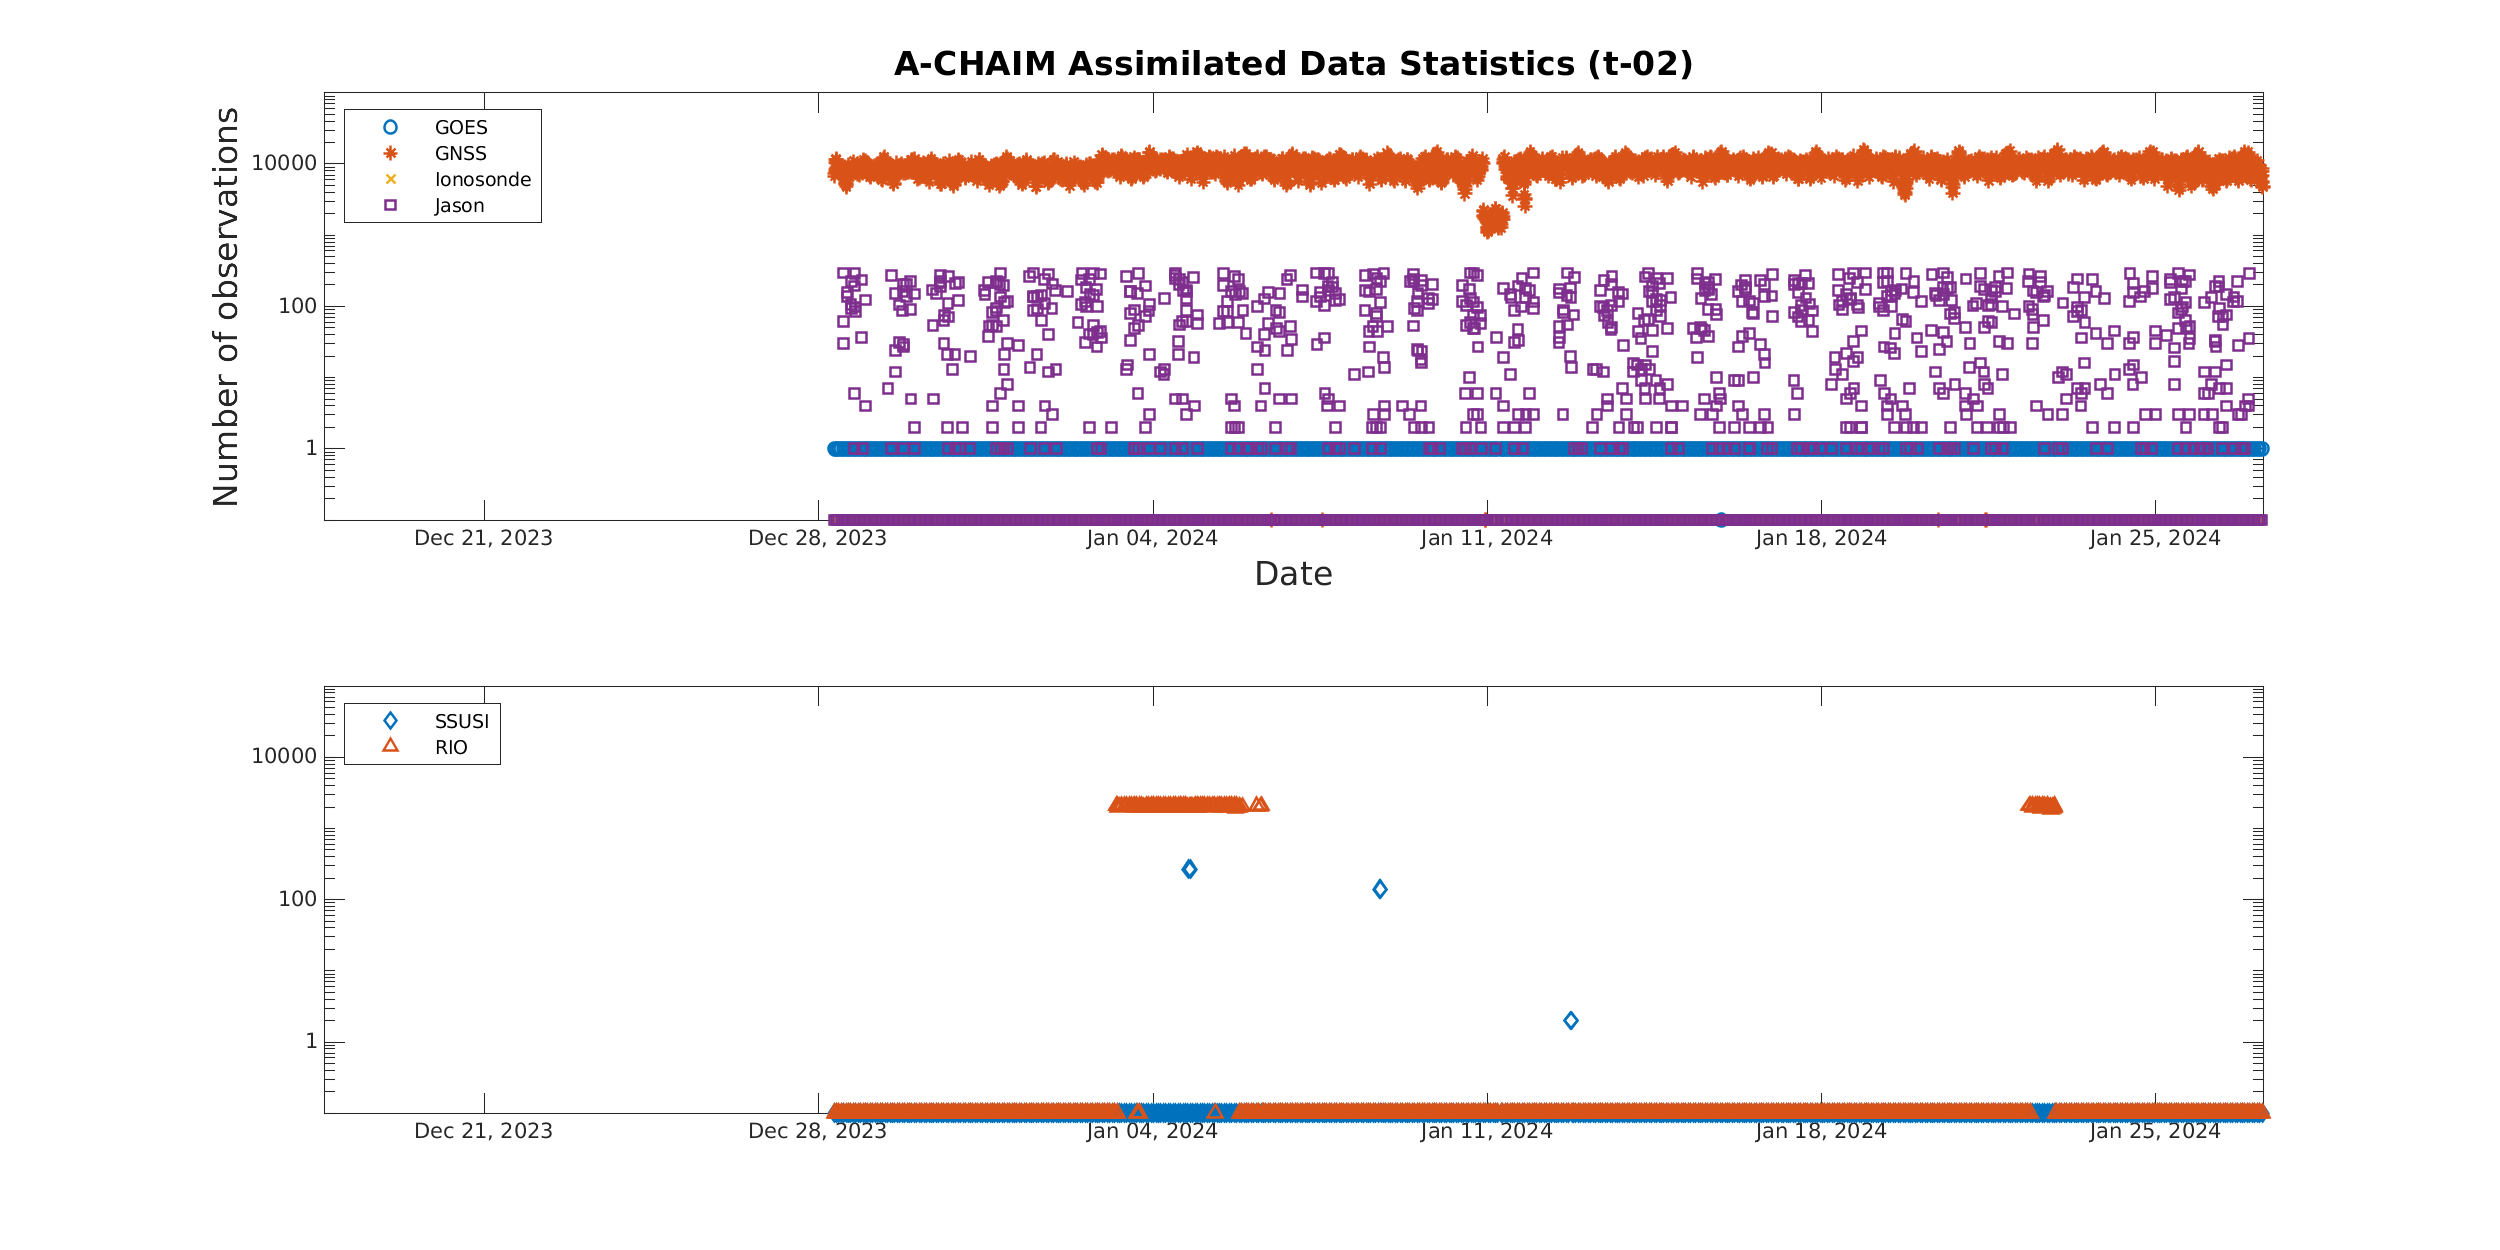 A-CHAIM Assimilated Data Statistics (t-02)
Number of observations
10000
100
1
GOES
GNSS
Ionosonde
Jason
Dec 21, 2023
Dec 28, 2023
Jan 04, 2024
Jan 11, 2024
Jan 18, 2024
Jan 25, 2024
Date
10000
100
1
SSUSI
RIO
Dec 21, 2023
Dec 28, 2023
Jan 04, 2024
Jan 11, 2024
Jan 18, 2024
Jan 25, 2024